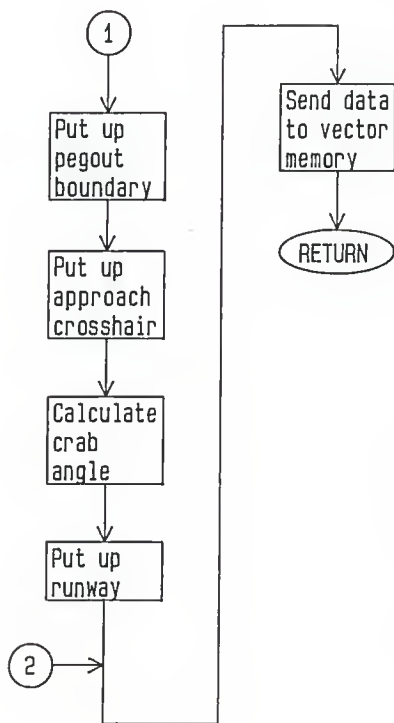 1
Put up
pegout
boundary
Put up
approach
crosshair
Calculate
crab
angle
Put up
runway
2
Send data
to vector
memory
RETURN